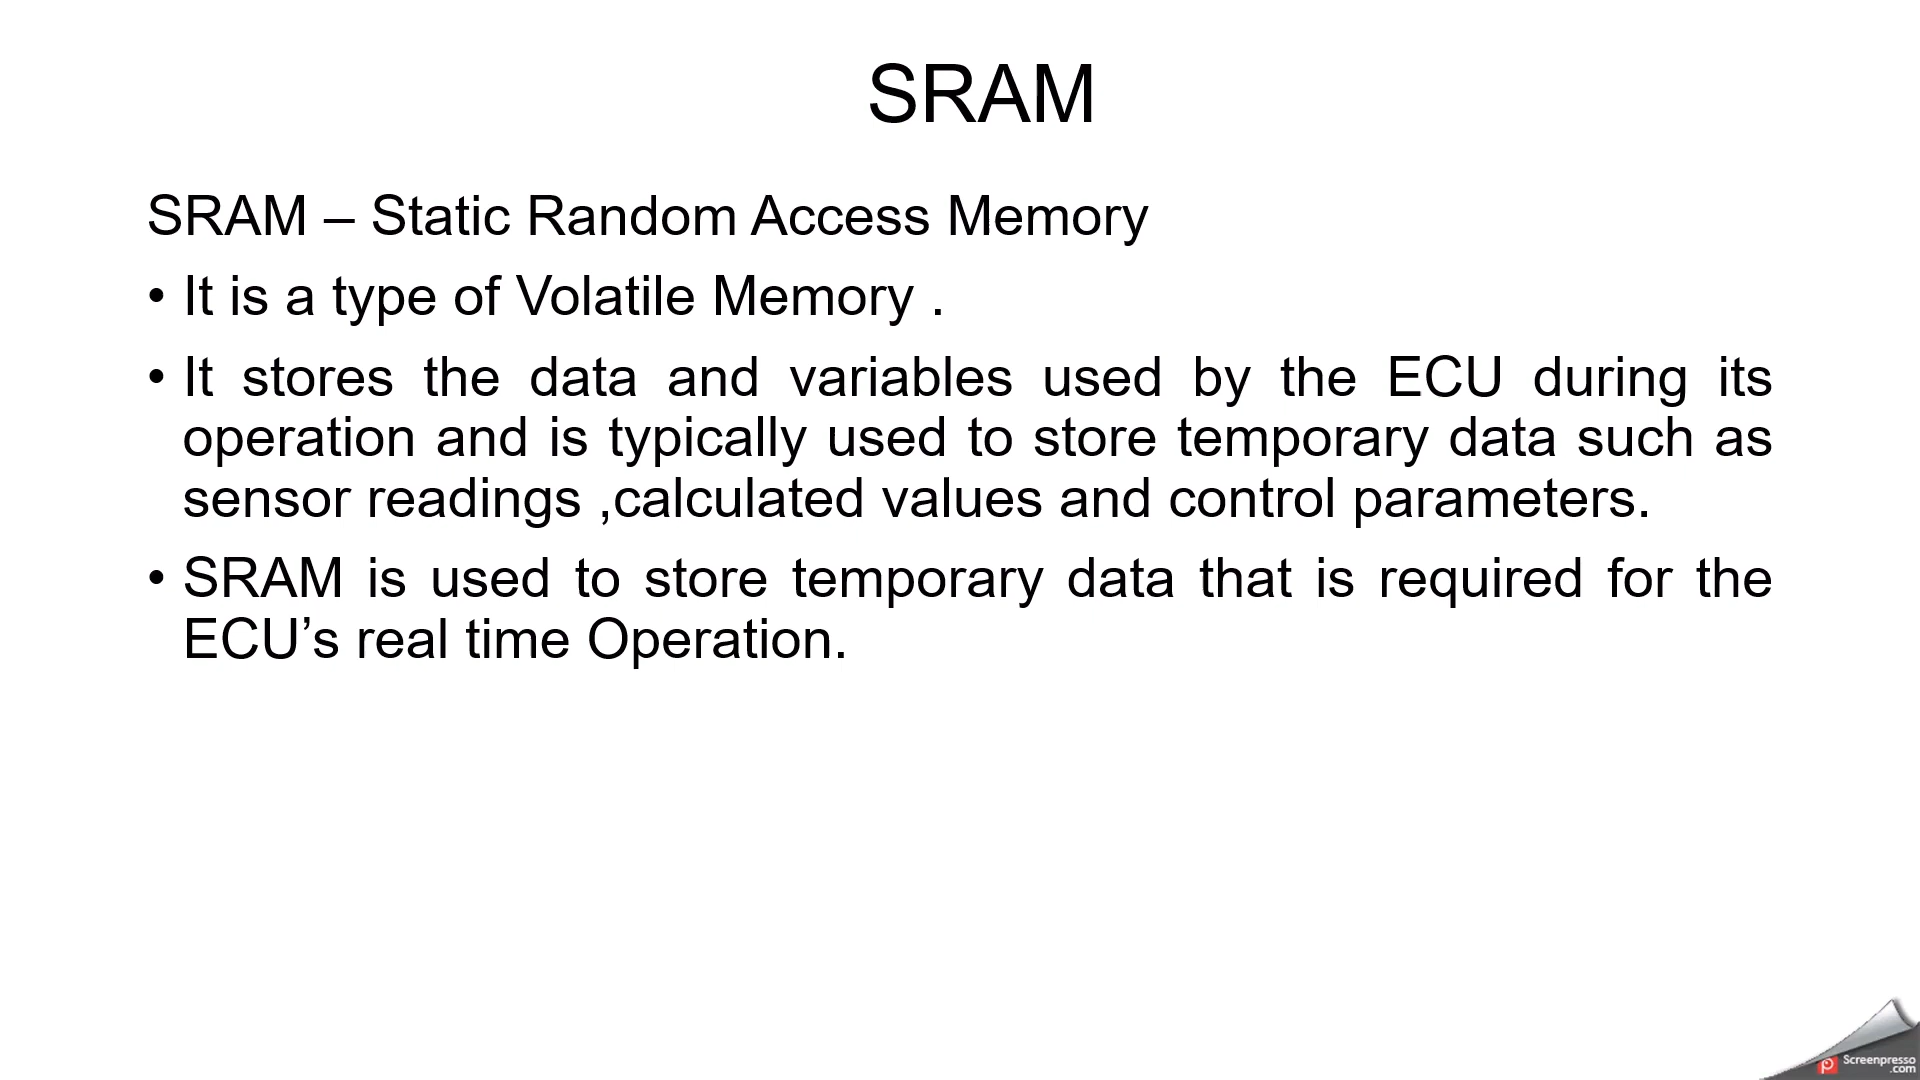 SRAM
SRAM – Static Random Access Memory
• It is a type of Volatile Memory .
• It stores the data and variables used by the ECU during its
operation and is typically used to store temporary data such as
sensor readings ,calculated values and control parameters.
• SRAM is used to store temporary data that is required for the
ECU’s real time Operation.
Screenpresso
.com